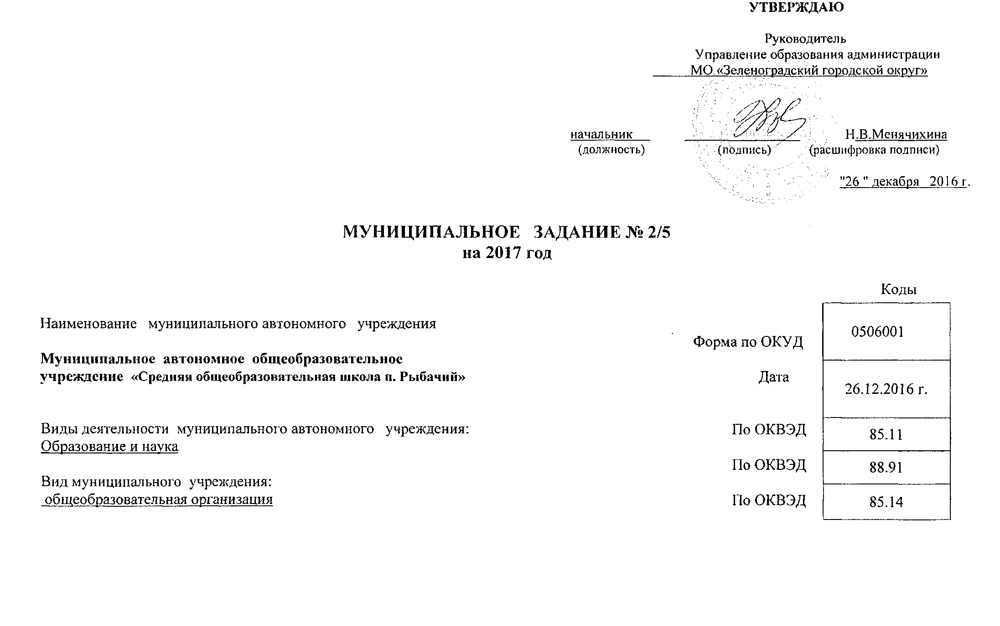 УТВЕРЖДАЮ
Руководитель
Управление образования администрации
МО «Зеленоградский городской округ»
начальник Н.В.Менячихина
(должность) (подпись) (расшифровка подписи)
"26 " декабря 2016 г.
МУНИЦИПАЛЬНОЕ ЗАДАНИЕ № 2/5
на 2017 год
Коды
Наименование муниципального автономного учреждения
Форма по ОКУД 0506001
Муниципальное автономное общеобразовательное
учреждение «Средняя общеобразовательная школа п. Рыбачий»
Дата 26.12.2016 г.
Виды деятельности муниципального автономного учреждения:
По ОКВЭД 85.11
Образование и наука
По ОКВЭД 88.91
Вид муниципального учреждения:
общеобразовательная организация
По ОКВЭД 85.14